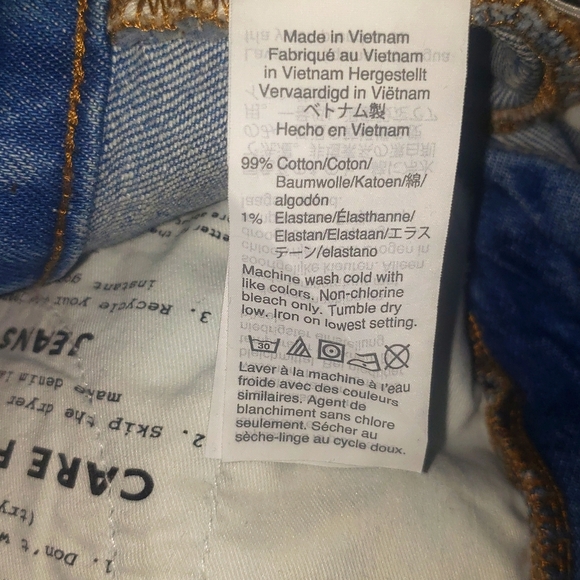 Made in Vietnam
Fabriqué au Vietnam
in Vietnam Hergestellt
Vervaardigd in Viëtnam
ベトナム製
Hecho en Vietnam
99% Cotton/Coton/
Baumwolle/Katoen/綿/
algodón
1% Elastane/Élasthanne/
Elastan/Elastaan/エラス
テーン/elastano
Machine wash cold with
like colors. Non-chlorine
bleach only. Tumble dry
low. Iron on lowest setting.
30
Laver à la machine à l'eau
froide avec des couleurs
similaires. Agent de
blanchiment sans chlore
seulement. Sécher au
sèche-linge au cycle doux.
CARE F
1. Don't w
(try
2. Skip the dryer
make denim la
JEANS
3. Recycle your
instant